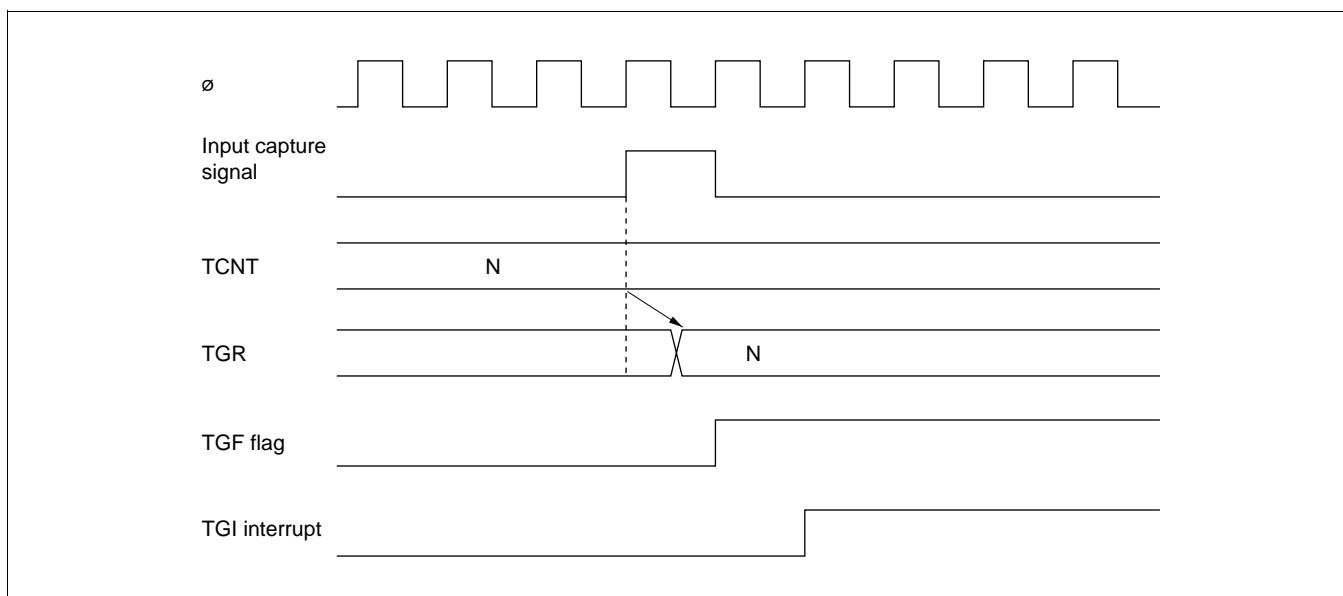 ø
Input capture
signal
TCNT
N
TGR
N
TGF flag
TGI interrupt